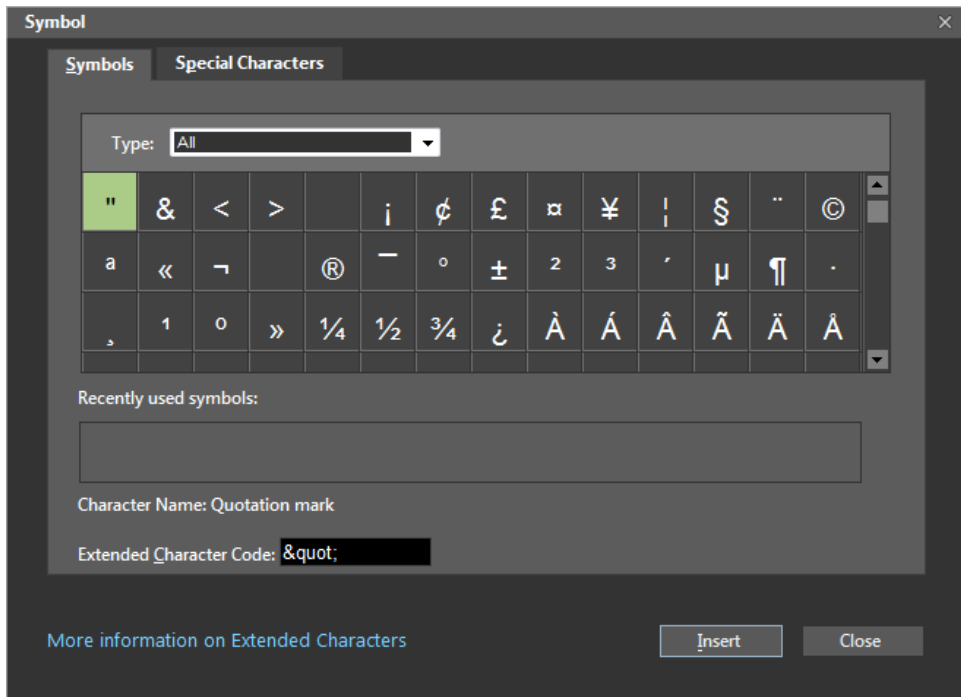 Symbol
Symbols Special Characters
Type: All
" & < > ¡ ¢ £ ¤ ¥ ¦ § ¨ ©
ª « ¬ ® ¯ ° ± ² ³ ´ µ ¶ ·
¸ ¹ º » ¼ ½ ¾ ¿ À Á Â Ã Ä Å
Recently used symbols:
Character Name: Quotation mark
Extended Character Code: &quot;
More information on Extended Characters Insert Close